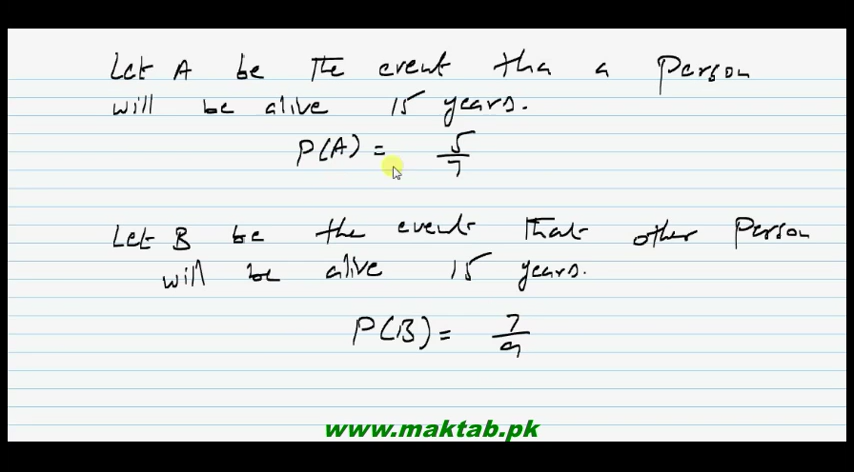 Let A be the event tha a Person
will be alive 15 years.
P(A) = 5/7
Let B be the event that other Person
will be alive 15 years.
P(B) = 7/9
www.maktab.pk